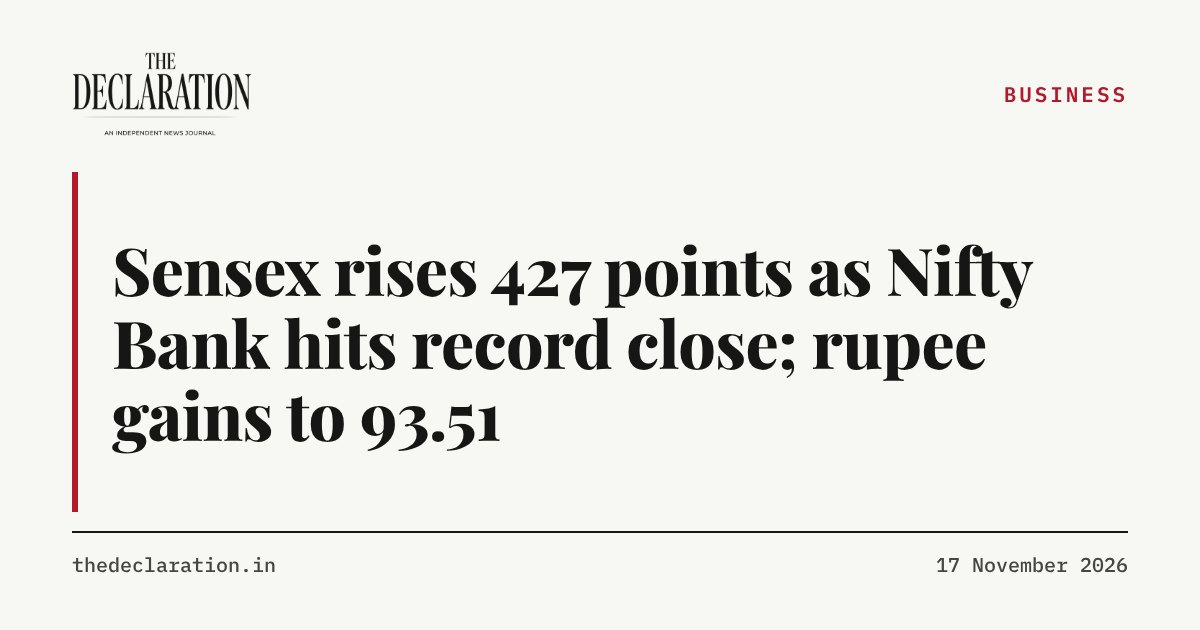 THE
DECLARATION
AN INDEPENDENT NEWS JOURNAL
BUSINESS
Sensex rises 427 points as Nifty
Bank hits record close; rupee
gains to 93.51
thedeclaration.in
17 November 2026